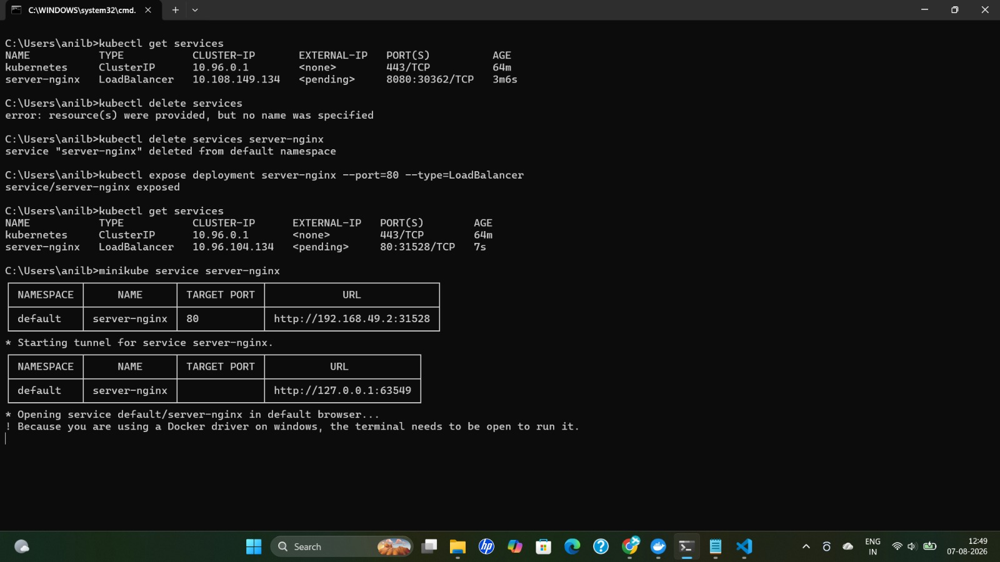 C:\WINDOWS\system32\cmd.
C:\Users\anilb>kubectl get services
NAME TYPE CLUSTER-IP EXTERNAL-IP PORT(S) AGE
kubernetes ClusterIP 10.96.0.1 <none> 443/TCP 64m
server-nginx LoadBalancer 10.108.149.134 <pending> 8080:30362/TCP 3m6s
C:\Users\anilb>kubectl delete services
error: resource(s) were provided, but no name was specified
C:\Users\anilb>kubectl delete services server-nginx
service "server-nginx" deleted from default namespace
C:\Users\anilb>kubectl expose deployment server-nginx --port=80 --type=LoadBalancer
service/server-nginx exposed
C:\Users\anilb>kubectl get services
NAME TYPE CLUSTER-IP EXTERNAL-IP PORT(S) AGE
kubernetes ClusterIP 10.96.0.1 <none> 443/TCP 64m
server-nginx LoadBalancer 10.96.104.134 <pending> 80:31528/TCP 7s
C:\Users\anilb>minikube service server-nginx
NAMESPACE NAME TARGET PORT URL
default server-nginx 80 http://192.168.49.2:31528
* Starting tunnel for service server-nginx.
NAMESPACE NAME TARGET PORT URL
default server-nginx http://127.0.0.1:63549
* Opening service default/server-nginx in default browser...
! Because you are using a Docker driver on windows, the terminal needs to be open to run it.
Search
hp
ENG
IN
12:49
07-08-2026